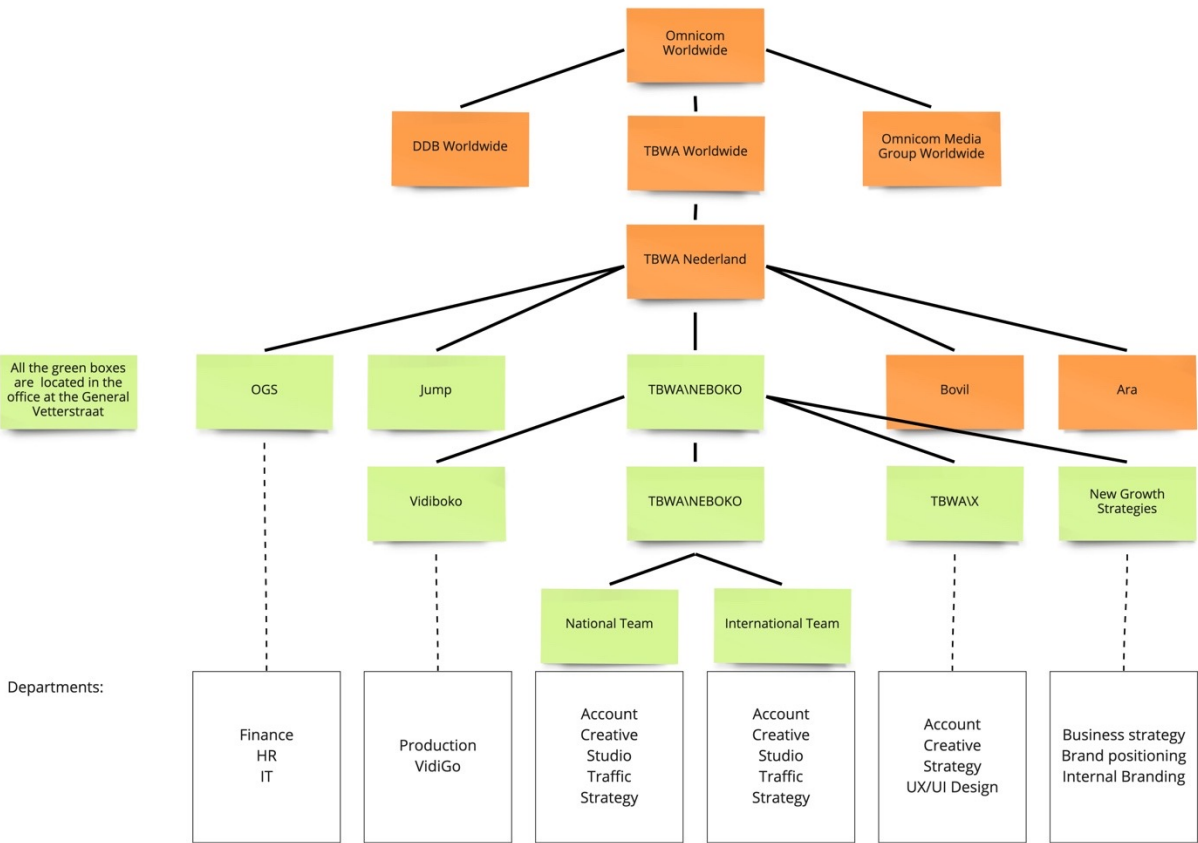 Omnicom
Worldwide
DDB Worldwide
TBWA Worldwide
Omnicom Media
Group Worldwide
TBWA Nederland
All the green boxes
are located in the
office at the General
Vetterstraat
OGS
Jump
TBWA\NEBOKO
Bovil
Ara
Vidiboko
TBWA\NEBOKO
TBWA\X
New Growth
Strategies
National Team
International Team
Departments:
Finance
HR
IT
Production
VidiGo
Account
Creative
Studio
Traffic
Strategy
Account
Creative
Studio
Traffic
Strategy
Account
Creative
Strategy
UX/UI Design
Business strategy
Brand positioning
Internal Branding